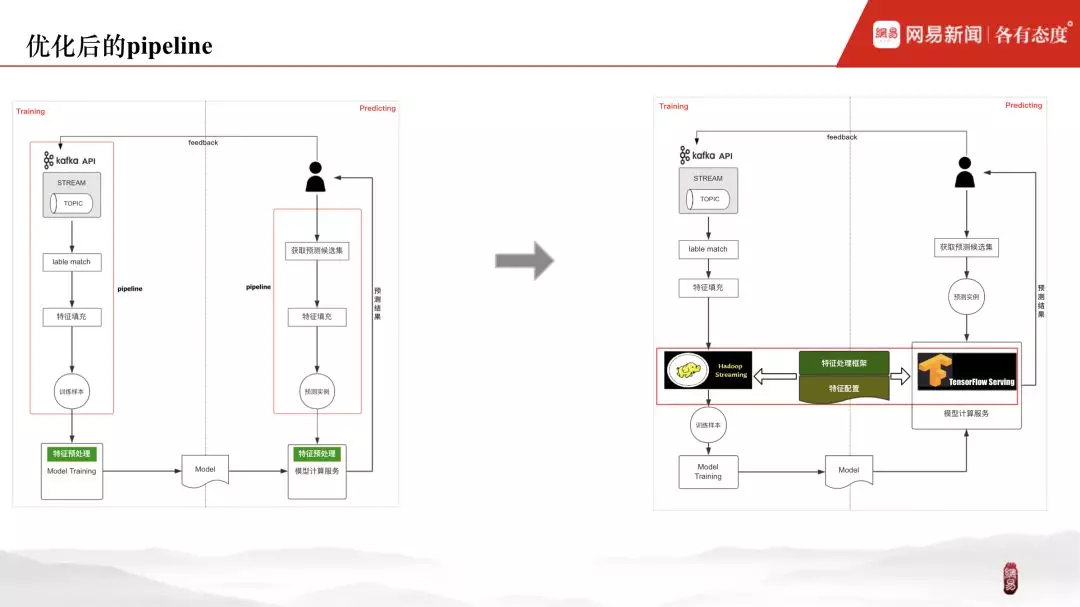 优化后的pipeline
網易 网易新闻 | 各有态度°
Training
Predicting
feedback
kafka API
STREAM
TOPIC
lable match
pipeline
特征填充
训练样本
特征预处理
Model Training
Model
获取预测候选集
pipeline
特征填充
预测实例
特征预处理
模型计算服务
预测结果
Training
Predicting
feedback
kafka API
STREAM
TOPIC
lable match
特征填充
Hadoop
Streaming
特征处理框架
特征配置
训练样本
Model
Training
Model
获取预测候选集
预测实例
TensorFlow Serving
模型计算服务
预测结果
網易